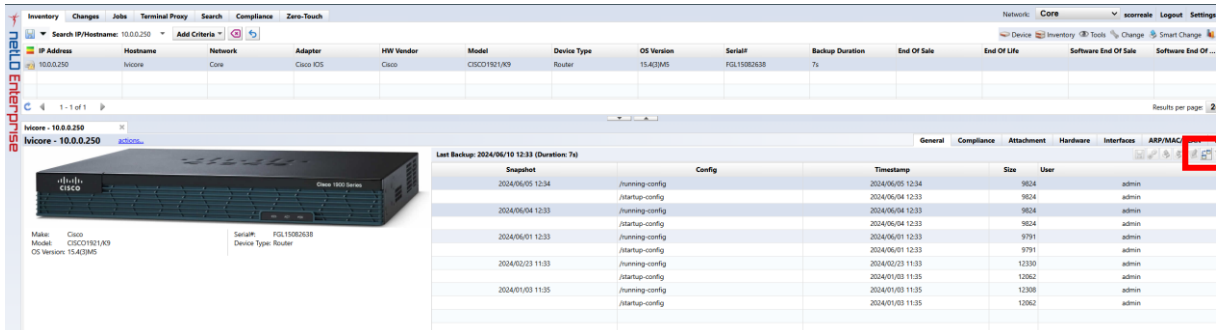 netLD Enterprise
Inventory Changes Jobs Terminal Proxy Search Compliance Zero-Touch Network: Core scorreale Logout Settings
Search IP/Hostname: 10.0.0.250 Add Criteria Device Inventory Tools Change Smart Change
IP Address Hostname Network Adapter HW Vendor Model Device Type OS Version Serial# Backup Duration End Of Sale End Of Life Software End Of Sale Software End Of ...
10.0.0.250 lvicore Core Cisco IOS Cisco CISCO1921/K9 Router 15.4(3)M5 FGL15082638 7s
1 - 1 of 1 Results per page: 2
lvicore - 10.0.0.250
lvicore - 10.0.0.250 actions... General Compliance Attachment Hardware Interfaces ARP/MAC/
Last Backup: 2024/06/10 12:33 (Duration: 7s)
Snapshot Config Timestamp Size User
2024/06/05 12:34 /running-config 2024/06/05 12:34 9824 admin
/startup-config 2024/06/04 12:33 9824 admin
2024/06/04 12:33 /running-config 2024/06/04 12:33 9824 admin
/startup-config 2024/06/04 12:33 9824 admin
2024/06/01 12:33 /running-config 2024/06/01 12:33 9791 admin
/startup-config 2024/06/01 12:33 9791 admin
2024/02/23 11:33 /running-config 2024/02/23 11:33 12330 admin
/startup-config 2024/01/03 11:35 12062 admin
2024/01/03 11:35 /running-config 2024/01/03 11:35 12308 admin
/startup-config 2024/01/03 11:35 12062 admin
CISCO
Cisco 1900 Series
Make: Cisco Serial#: FGL15082638
Model: CISCO1921/K9 Device Type: Router
OS Version: 15.4(3)M5